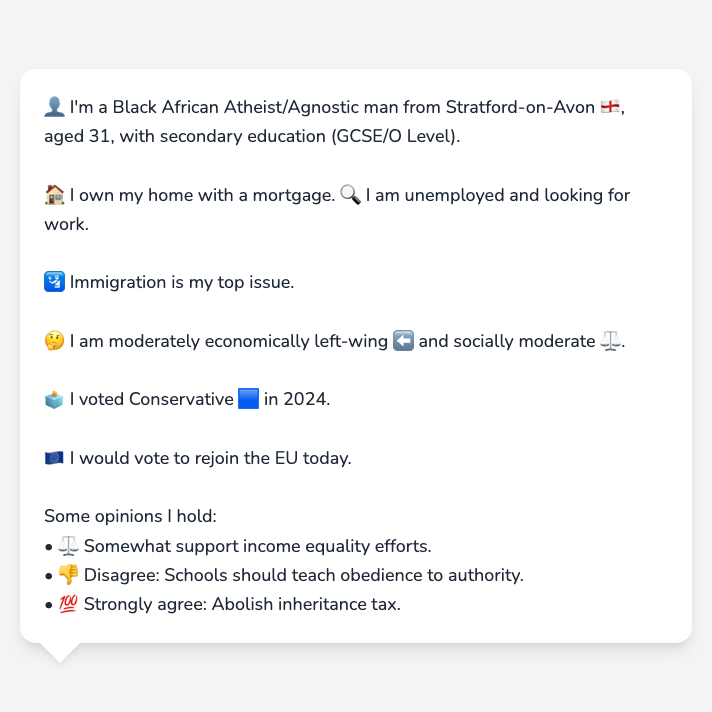 👤 I'm a Black African Atheist/Agnostic man from Stratford-on-Avon 🏴󠁧󠁢󠁥󠁮󠁧󠁿,
aged 31, with secondary education (GCSE/O Level).
🏠 I own my home with a mortgage. 🔍 I am unemployed and looking for
work.
🛂 Immigration is my top issue.
🤔 I am moderately economically left-wing ⬅️ and socially moderate ⚖️.
🗳️ I voted Conservative 🟦 in 2024.
🇪🇺 I would vote to rejoin the EU today.
Some opinions I hold:
• ⚖️ Somewhat support income equality efforts.
• 👎 Disagree: Schools should teach obedience to authority.
• 💯 Strongly agree: Abolish inheritance tax.